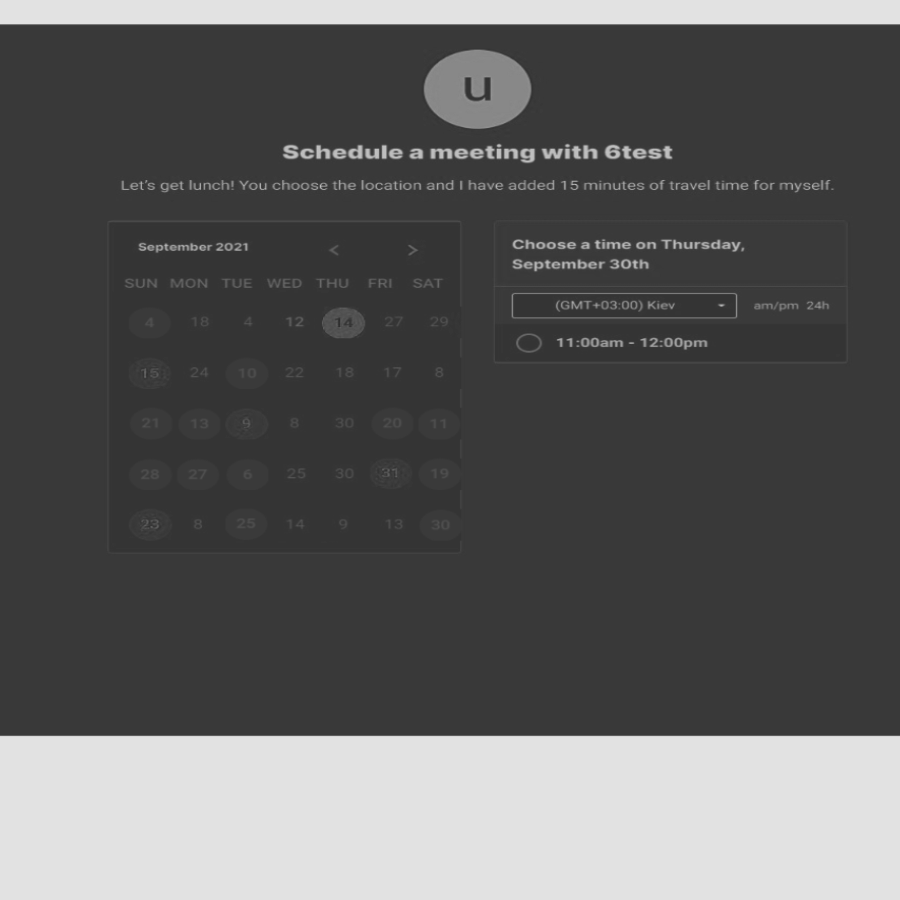 u
Schedule a meeting with 6test
Let's get lunch! You choose the location and I have added 15 minutes of travel time for myself.
September 2021 < >
SUN MON TUE WED THU FRI SAT
4 18 4 12 14 27 29
15 24 10 22 18 17 8
21 13 9 8 30 20 11
28 27 6 25 30 31 19
23 8 25 14 9 13 30
Choose a time on Thursday,
September 30th
(GMT+03:00) Kiev am/pm 24h
11:00am - 12:00pm